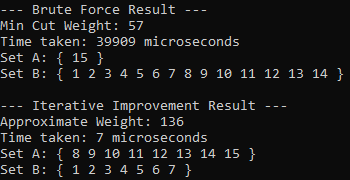 --- Brute Force Result ---
Min Cut Weight: 57
Time taken: 39909 microseconds
Set A: { 15 }
Set B: { 1 2 3 4 5 6 7 8 9 10 11 12 13 14 }

--- Iterative Improvement Result ---
Approximate Weight: 136
Time taken: 7 microseconds
Set A: { 8 9 10 11 12 13 14 15 }
Set B: { 1 2 3 4 5 6 7 }